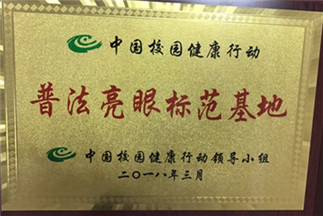 中国校园健康行动
普法亮眼标范基地
中国校园健康行动领导小组
二〇一八年三月